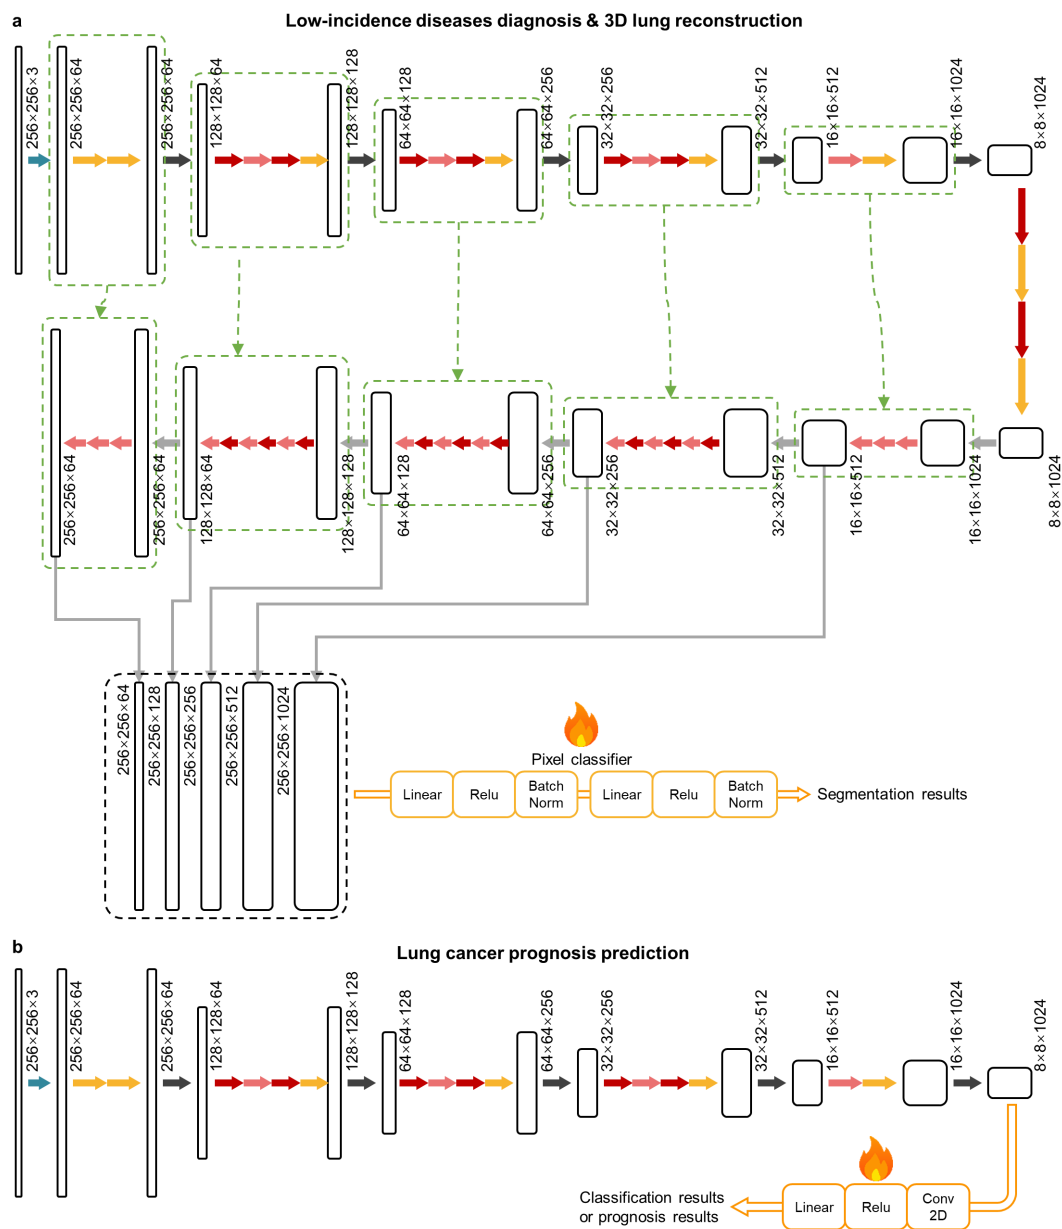 a
Low-incidence diseases diagnosis & 3D lung reconstruction
256×256×3
256×256×64
256×256×64
128×128×64
128×128×128
64×64×128
64×64×256
32×32×256
32×32×512
16×16×512
16×16×1024
8×8×1024
256×256×64
256×256×64
128×128×64
128×128×128
64×64×128
64×64×256
32×32×256
32×32×512
16×16×512
16×16×1024
8×8×1024
256×256×64
256×256×128
256×256×256
256×256×512
256×256×1024
Pixel classifier
Linear
Relu
Batch
Norm
Linear
Relu
Batch
Norm
Segmentation results
b
Lung cancer prognosis prediction
256×256×3
256×256×64
256×256×64
128×128×64
128×128×128
64×64×128
64×64×256
32×32×256
32×32×512
16×16×512
16×16×1024
8×8×1024
Classification results
or prognosis results
Linear
Relu
Conv
2D